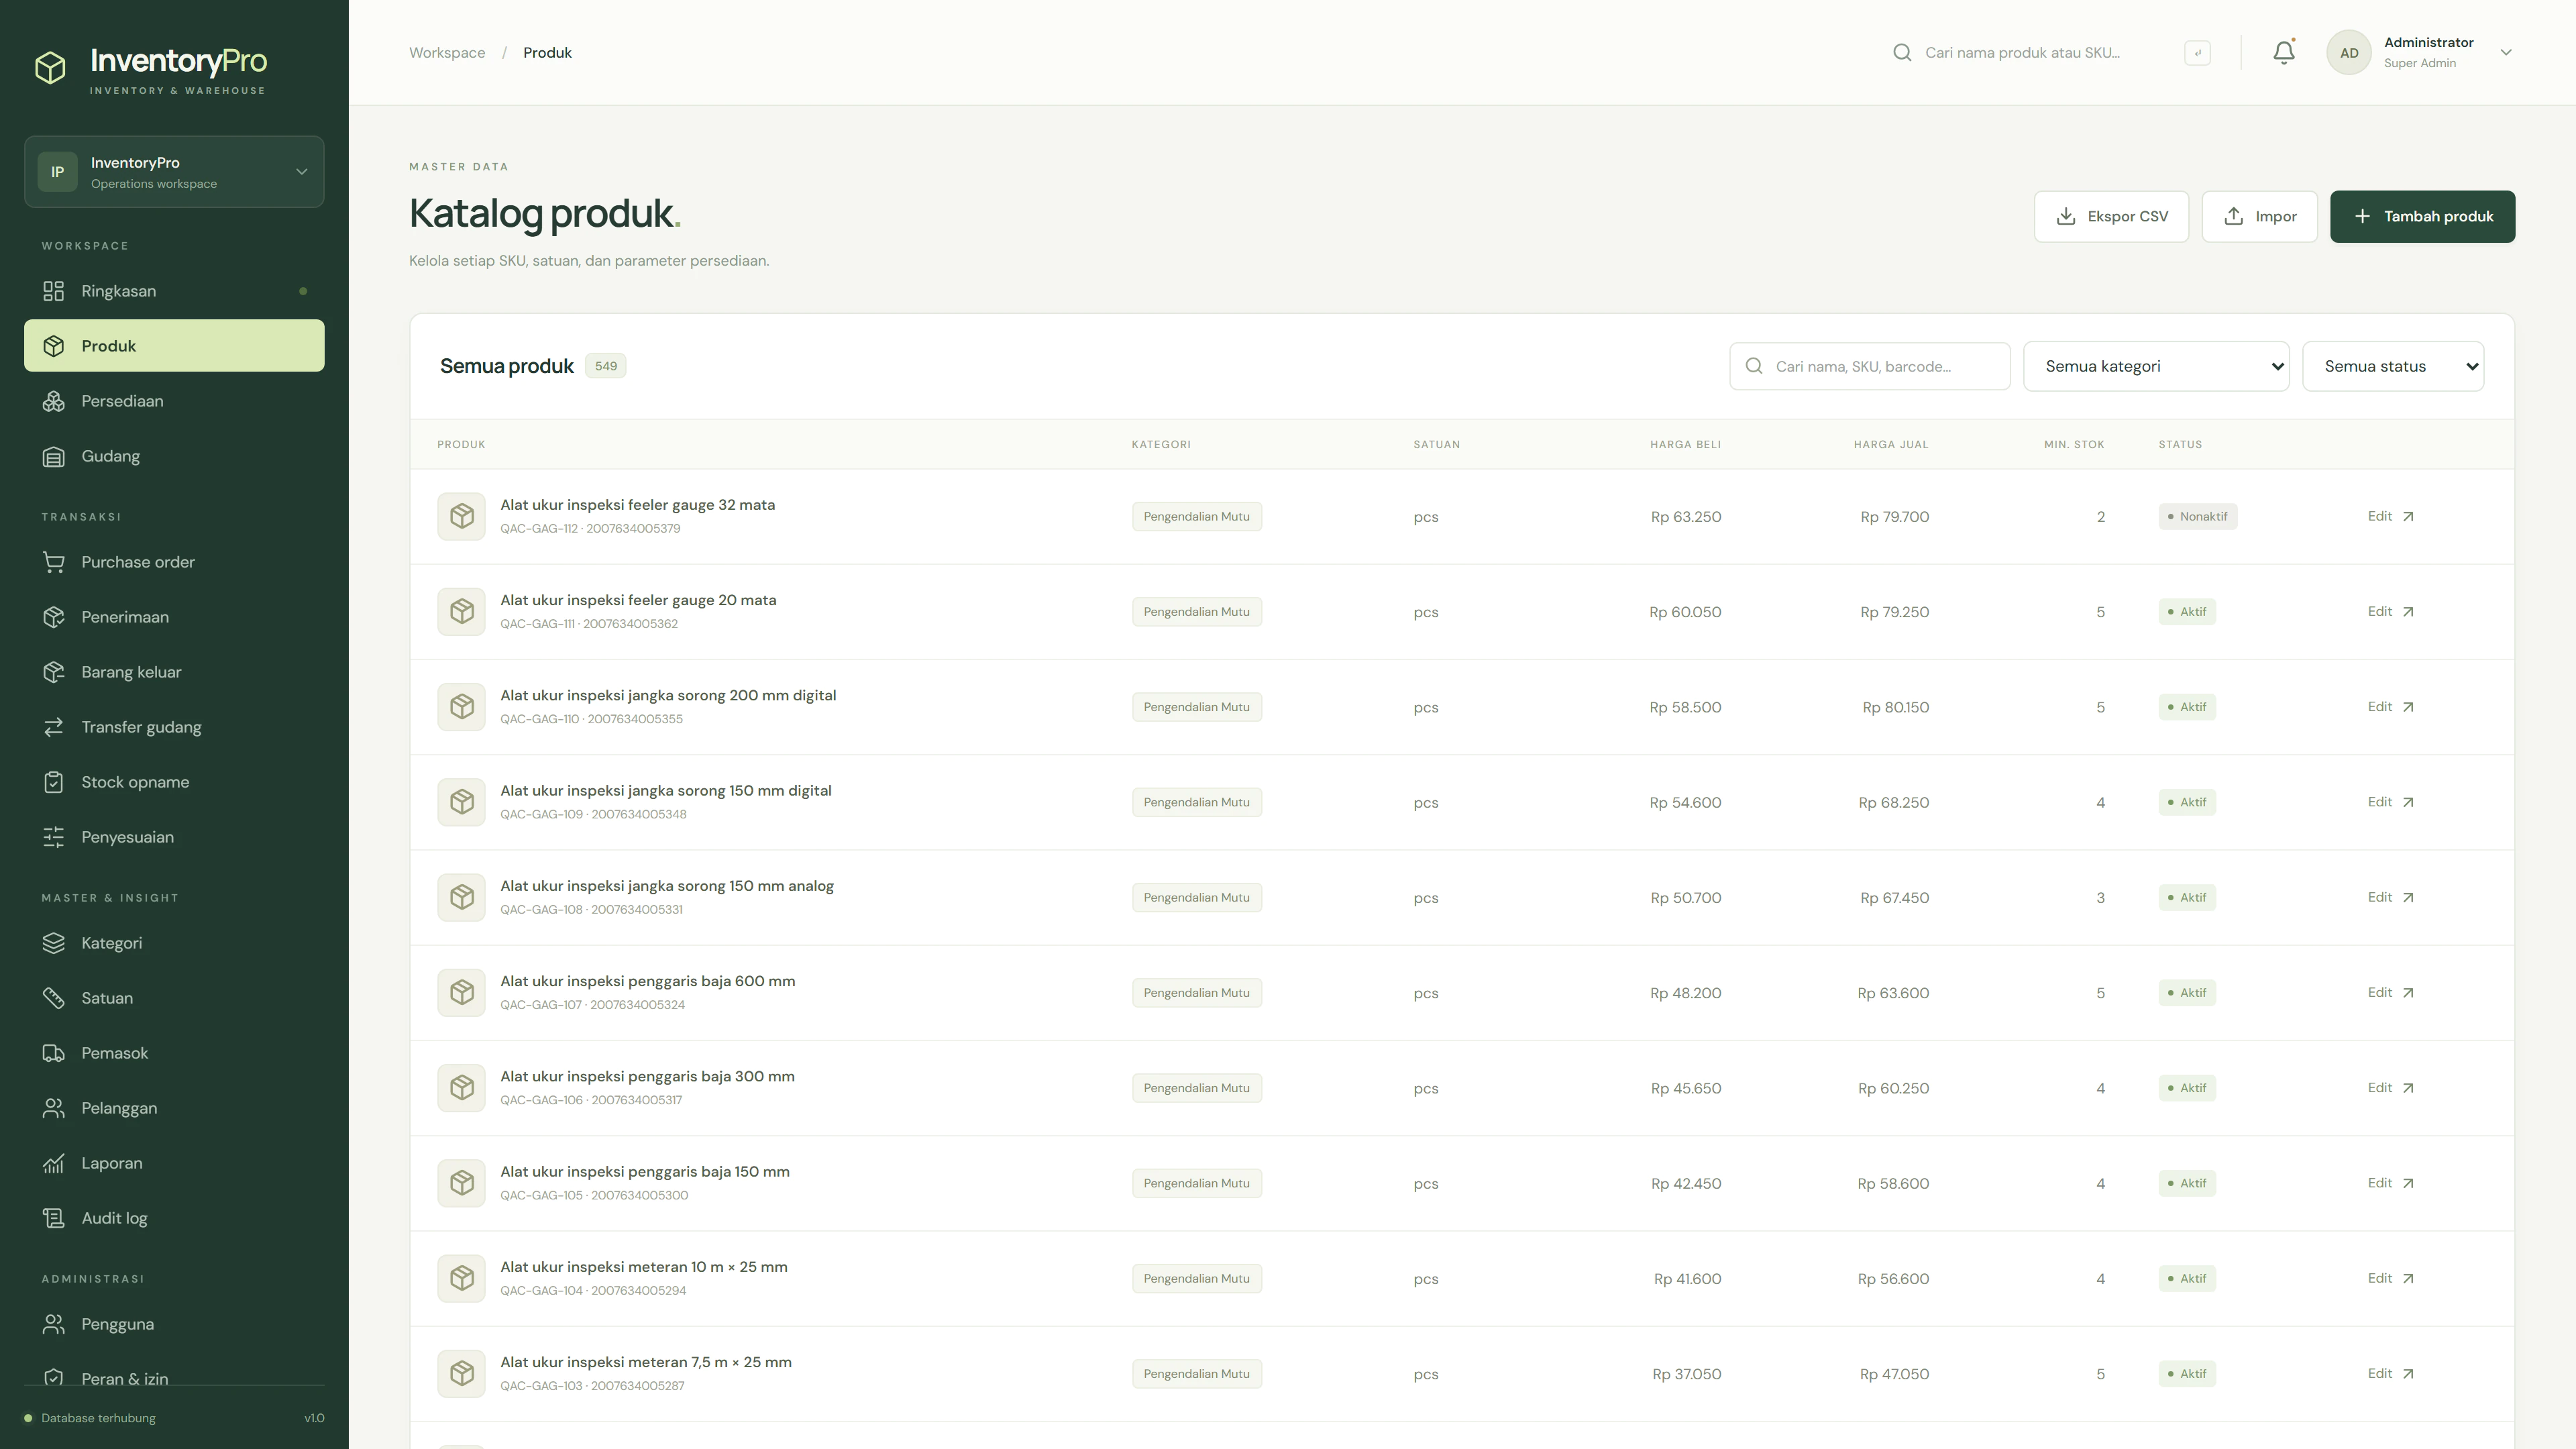 InventoryPro
INVENTORY & WAREHOUSE
IP
InventoryPro
Operations workspace
WORKSPACE
Ringkasan
Produk
Persediaan
Gudang
TRANSAKSI
Purchase order
Penerimaan
Barang keluar
Transfer gudang
Stock opname
Penyesuaian
MASTER & INSIGHT
Kategori
Satuan
Pemasok
Pelanggan
Laporan
Audit log
ADMINISTRASI
Pengguna
Peran & izin
Database terhubung v1.0
Workspace / Produk
Cari nama produk atau SKU...
AD
Administrator
Super Admin
MASTER DATA
Katalog produk.
Kelola setiap SKU, satuan, dan parameter persediaan.
Ekspor CSV
Impor
Tambah produk
Semua produk 549
Cari nama, SKU, barcode...
Semua kategori
Semua status
PRODUK KATEGORI SATUAN HARGA BELI HARGA JUAL MIN. STOK STATUS
Alat ukur inspeksi feeler gauge 32 mata
QAC-GAG-112 · 2007634005379
Pengendalian Mutu pcs Rp 63.250 Rp 79.700 2 Nonaktif Edit
Alat ukur inspeksi feeler gauge 20 mata
QAC-GAG-111 · 2007634005362
Pengendalian Mutu pcs Rp 60.050 Rp 79.250 5 Aktif Edit
Alat ukur inspeksi jangka sorong 200 mm digital
QAC-GAG-110 · 2007634005355
Pengendalian Mutu pcs Rp 58.500 Rp 80.150 5 Aktif Edit
Alat ukur inspeksi jangka sorong 150 mm digital
QAC-GAG-109 · 2007634005348
Pengendalian Mutu pcs Rp 54.600 Rp 68.250 4 Aktif Edit
Alat ukur inspeksi jangka sorong 150 mm analog
QAC-GAG-108 · 2007634005331
Pengendalian Mutu pcs Rp 50.700 Rp 67.450 3 Aktif Edit
Alat ukur inspeksi penggaris baja 600 mm
QAC-GAG-107 · 2007634005324
Pengendalian Mutu pcs Rp 48.200 Rp 63.600 5 Aktif Edit
Alat ukur inspeksi penggaris baja 300 mm
QAC-GAG-106 · 2007634005317
Pengendalian Mutu pcs Rp 45.650 Rp 60.250 4 Aktif Edit
Alat ukur inspeksi penggaris baja 150 mm
QAC-GAG-105 · 2007634005300
Pengendalian Mutu pcs Rp 42.450 Rp 58.600 4 Aktif Edit
Alat ukur inspeksi meteran 10 m × 25 mm
QAC-GAG-104 · 2007634005294
Pengendalian Mutu pcs Rp 41.600 Rp 56.600 4 Aktif Edit
Alat ukur inspeksi meteran 7,5 m × 25 mm
QAC-GAG-103 · 2007634005287
Pengendalian Mutu pcs Rp 37.050 Rp 47.050 5 Aktif Edit